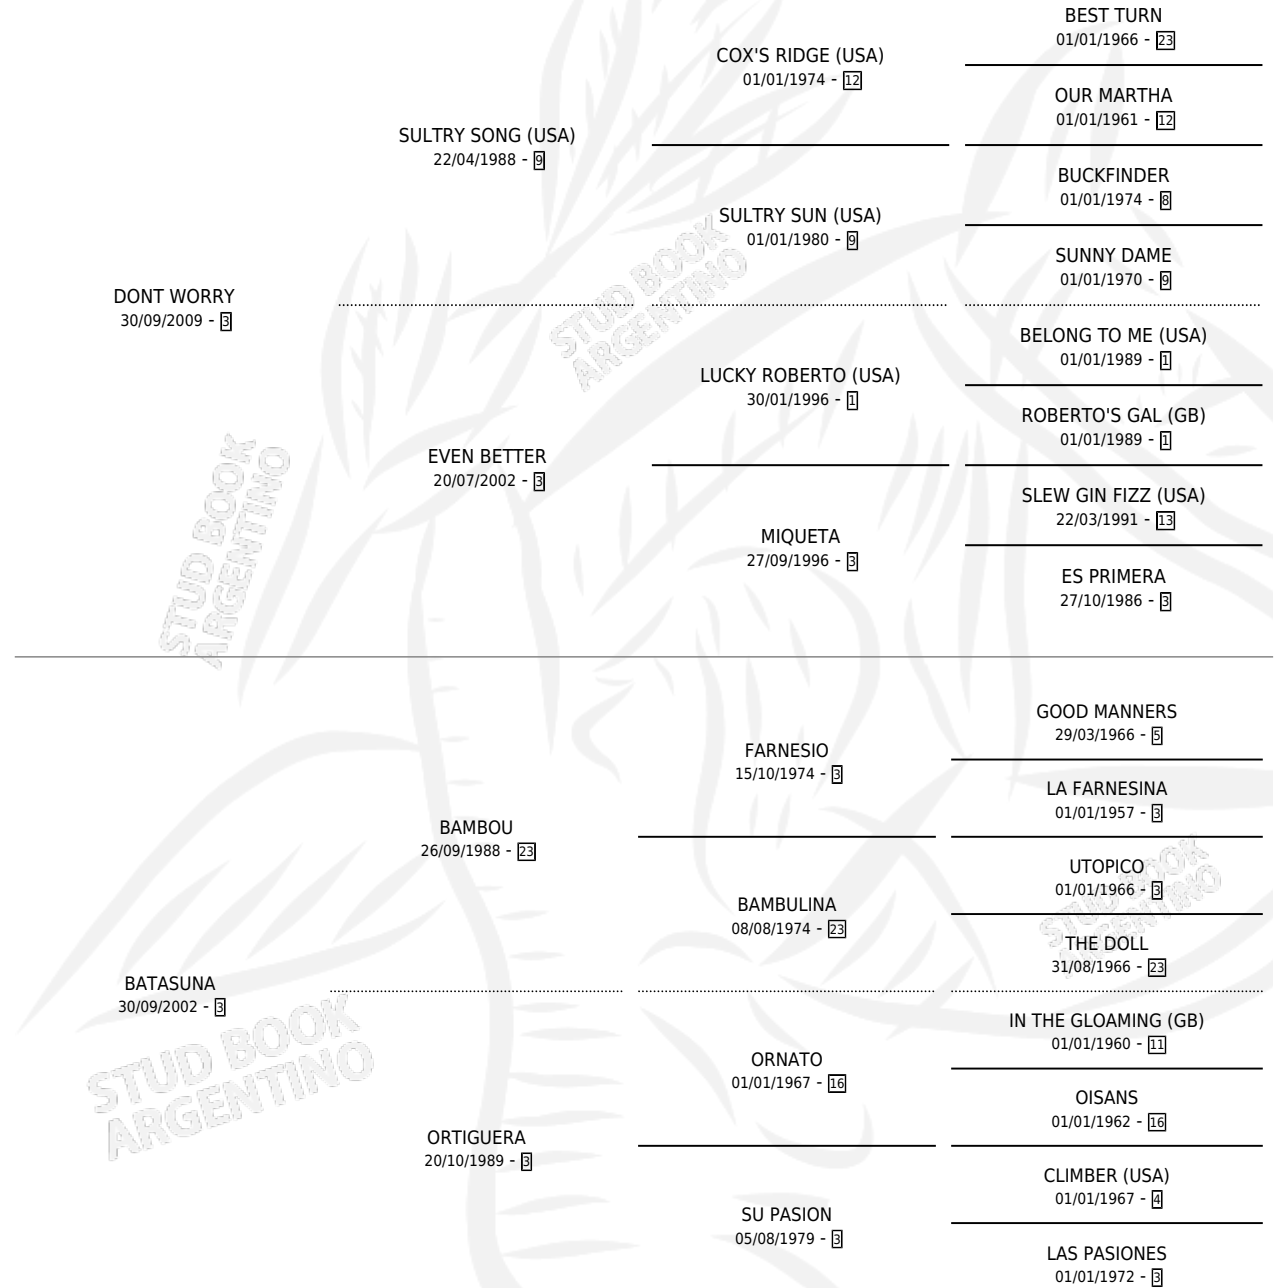 BEST TURN
01/01/1966 - 23
COX'S RIDGE (USA)
01/01/1974 - 12
OUR MARTHA
01/01/1961 - 12
SULTRY SONG (USA)
22/04/1988 - 9
BUCKFINDER
01/01/1974 - 8
SULTRY SUN (USA)
01/01/1980 - 9
SUNNY DAME
01/01/1970 - 9
DONT WORRY
30/09/2009 - 3
BELONG TO ME (USA)
01/01/1989 - 1
LUCKY ROBERTO (USA)
30/01/1996 - 1
ROBERTO'S GAL (GB)
01/01/1989 - 1
EVEN BETTER
20/07/2002 - 3
SLEW GIN FIZZ (USA)
22/03/1991 - 13
MIQUETA
27/09/1996 - 3
ES PRIMERA
27/10/1986 - 3
STUD BOOK
ARGENTINO
STUD BOOK
ARGENTINO
GOOD MANNERS
29/03/1966 - 5
FARNESIO
15/10/1974 - 3
LA FARNESINA
01/01/1957 - 3
BAMBOU
26/09/1988 - 23
UTOPICO
01/01/1966 - 3
BAMBULINA
08/08/1974 - 23
THE DOLL
31/08/1966 - 23
BATASUNA
30/09/2002 - 3
IN THE GLOAMING (GB)
01/01/1960 - 11
ORNATO
01/01/1967 - 16
OISANS
01/01/1962 - 16
ORTIGUERA
20/10/1989 - 3
CLIMBER (USA)
01/01/1967 - 4
SU PASION
05/08/1979 - 3
LAS PASIONES
01/01/1972 - 3
STUD BOOK
ARGENTINO
STUD BOOK
ARGENTINO